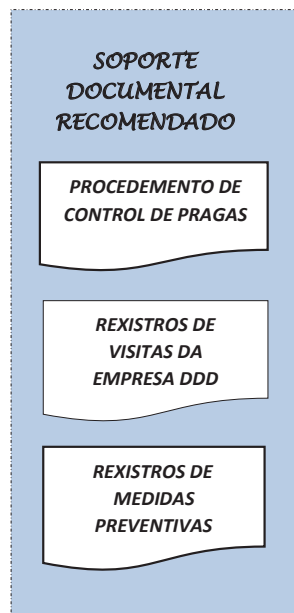 SOPORTE
DOCUMENTAL
RECOMENDADO
PROCEDEMENTO DE
CONTROL DE PRAGAS
REXISTROS DE
VISITAS DA
EMPRESA DDD
REXISTROS DE
MEDIDAS
PREVENTIVAS